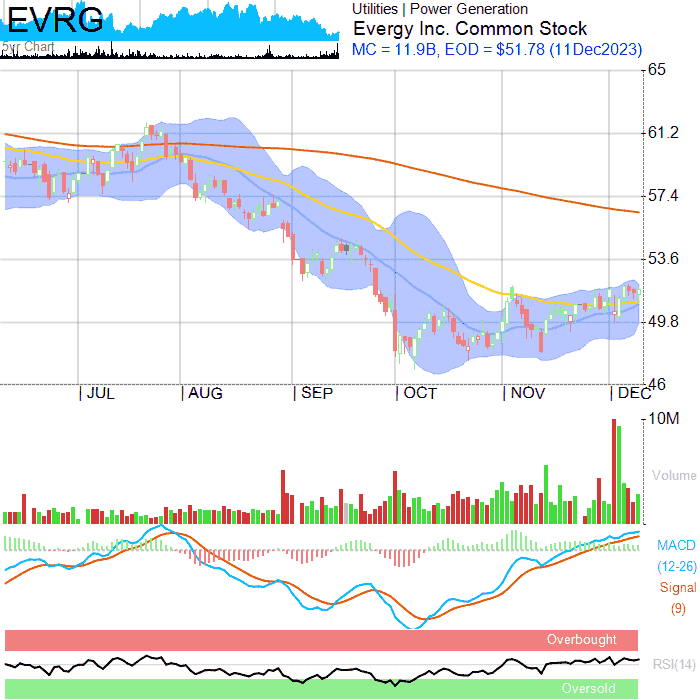 EVRG
5yr Chart
Utilities | Power Generation
Evergy Inc. Common Stock
MC = 11.9B, EOD = $51.78 (11Dec2023)
65
61.2
57.4
53.6
49.8
46
JUL AUG SEP OCT NOV DEC
10M
Volume
MACD
(12-26)
Signal
(9)
Overbought
RSI(14)
Oversold